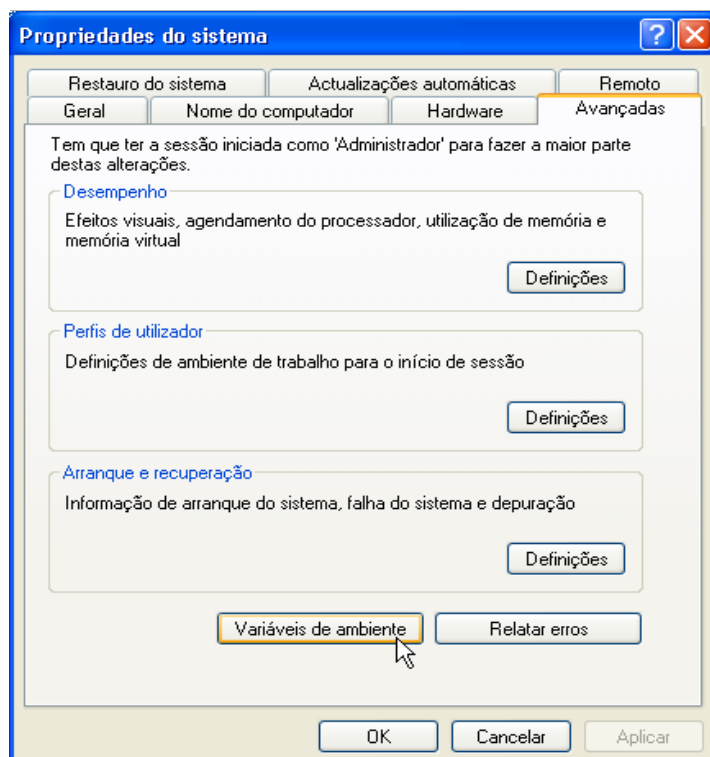 Propriedades do sistema
Restauro do sistema
Actualizações automáticas
Remoto
Geral
Nome do computador
Hardware
Avançadas
Tem que ter a sessão iniciada como 'Administrador' para fazer a maior parte
destas alterações.
Desempenho
Efeitos visuais, agendamento do processador, utilização de memória e
memória virtual
Definições
Perfis de utilizador
Definições de ambiente de trabalho para o início de sessão
Definições
Arranque e recuperação
Informação de arranque do sistema, falha do sistema e depuração
Definições
Variáveis de ambiente
Relatar erros
OK
Cancelar
Aplicar